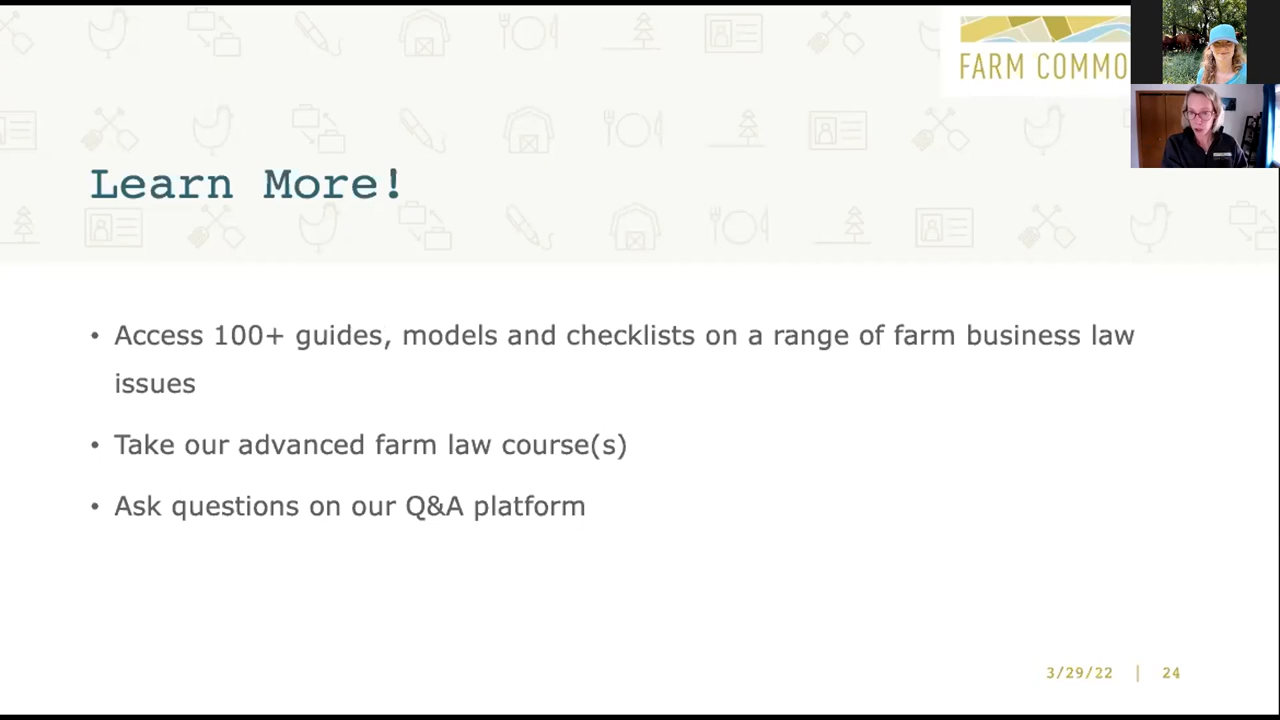 FARM COMMO
Learn More!
• Access 100+ guides, models and checklists on a range of farm business law
issues
• Take our advanced farm law course(s)
• Ask questions on our Q&A platform
3/29/22 | 24